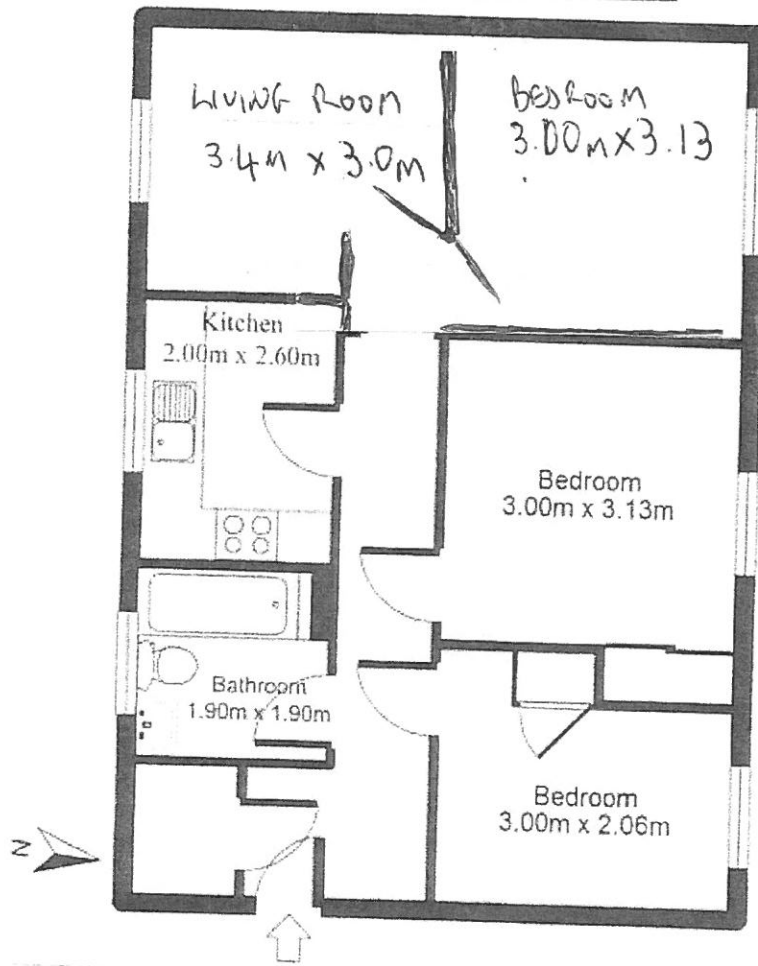 LIVING ROOM
3.4M X 3.0M
BEDROOM
3.00M X 3.13
Kitchen
2.00m x 2.60m
Bedroom
3.00m x 3.13m
Bathroom
1.90m x 1.90m
Bedroom
3.00m x 2.06m
N